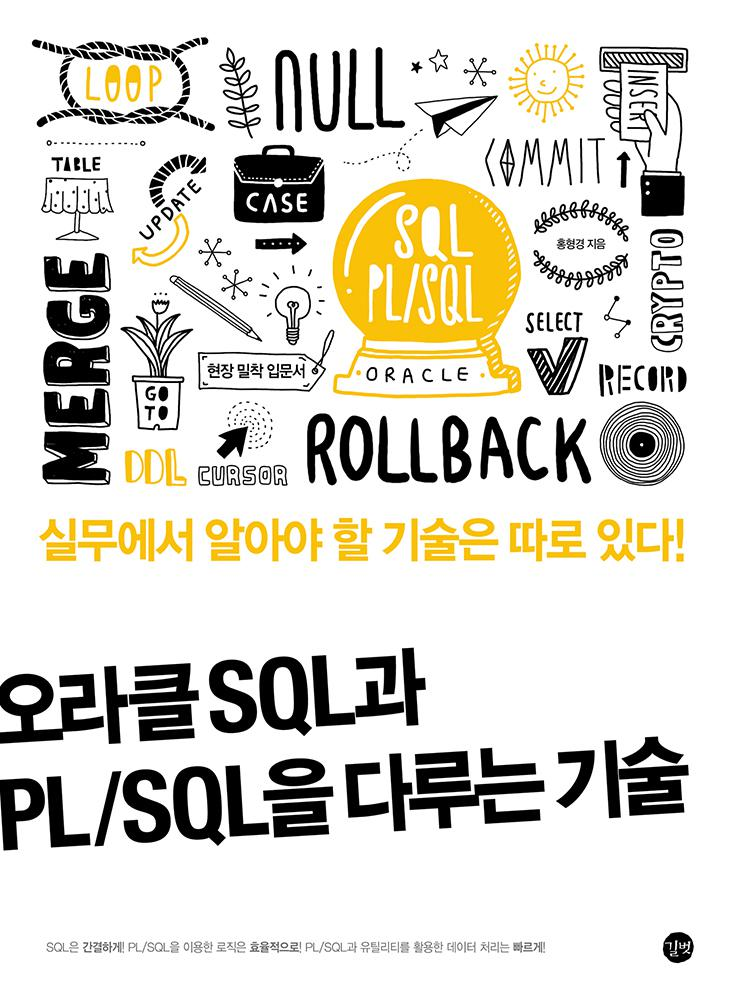 LOOP
NULL
INSERT
TABLE
UPDATE
CASE
COMMIT
SQL
PL/SQL
ORACLE
홍형경 지음
CRYPTO
MERGE
GO
TO
현장 밀착 입문서
SELECT
RECORD
DDL
CURSOR
ROLLBACK
실무에서 알아야 할 기술은 따로 있다!
오라클 SQL과
PL/SQL을 다루는 기술
SQL은 간결하게! PL/SQL을 이용한 로직은 효율적으로! PL/SQL과 유틸리티를 활용한 데이터 처리는 빠르게!
길벗